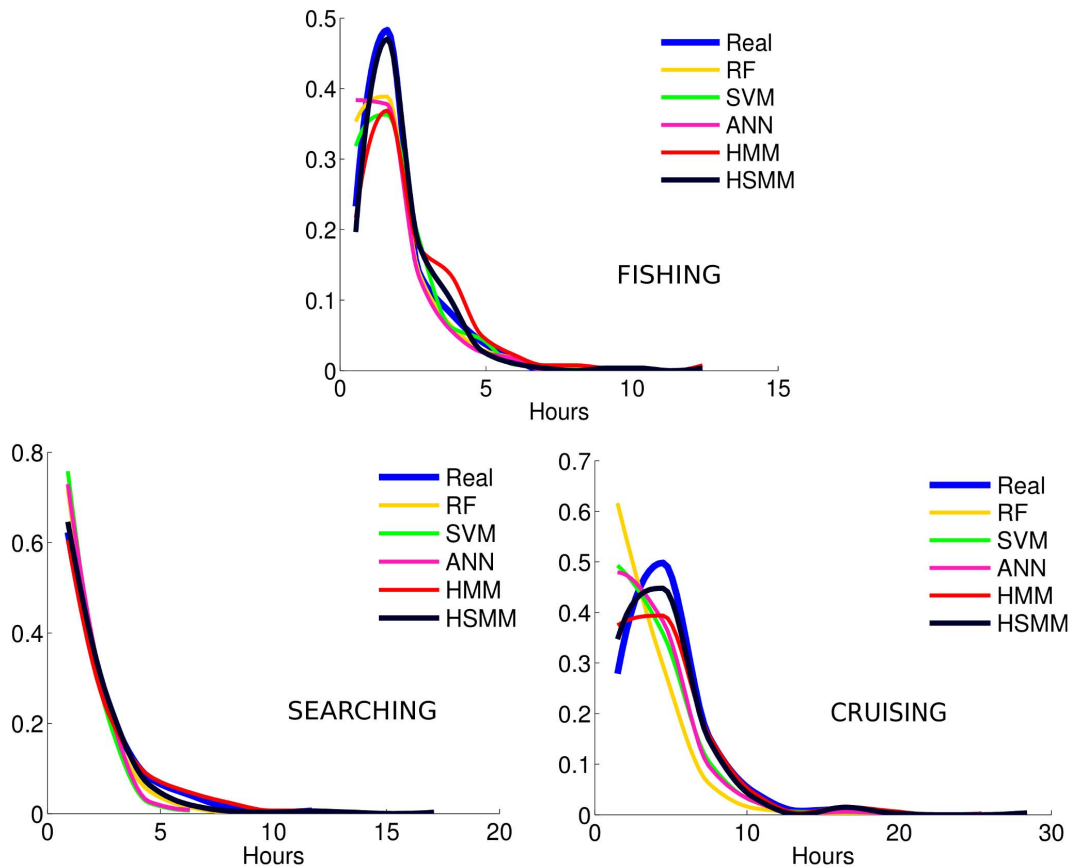 0.5
0.4
0.3
0.2
0.1
0
0
5
10
15
Hours
Real
RF
SVM
ANN
HMM
HSMM
FISHING
0.8
0.6
0.4
0.2
0
0
5
10
15
20
Hours
Real
RF
SVM
ANN
HMM
HSMM
SEARCHING
0.7
0.6
0.5
0.4
0.3
0.2
0.1
0
0
10
20
30
Hours
Real
RF
SVM
ANN
HMM
HSMM
CRUISING